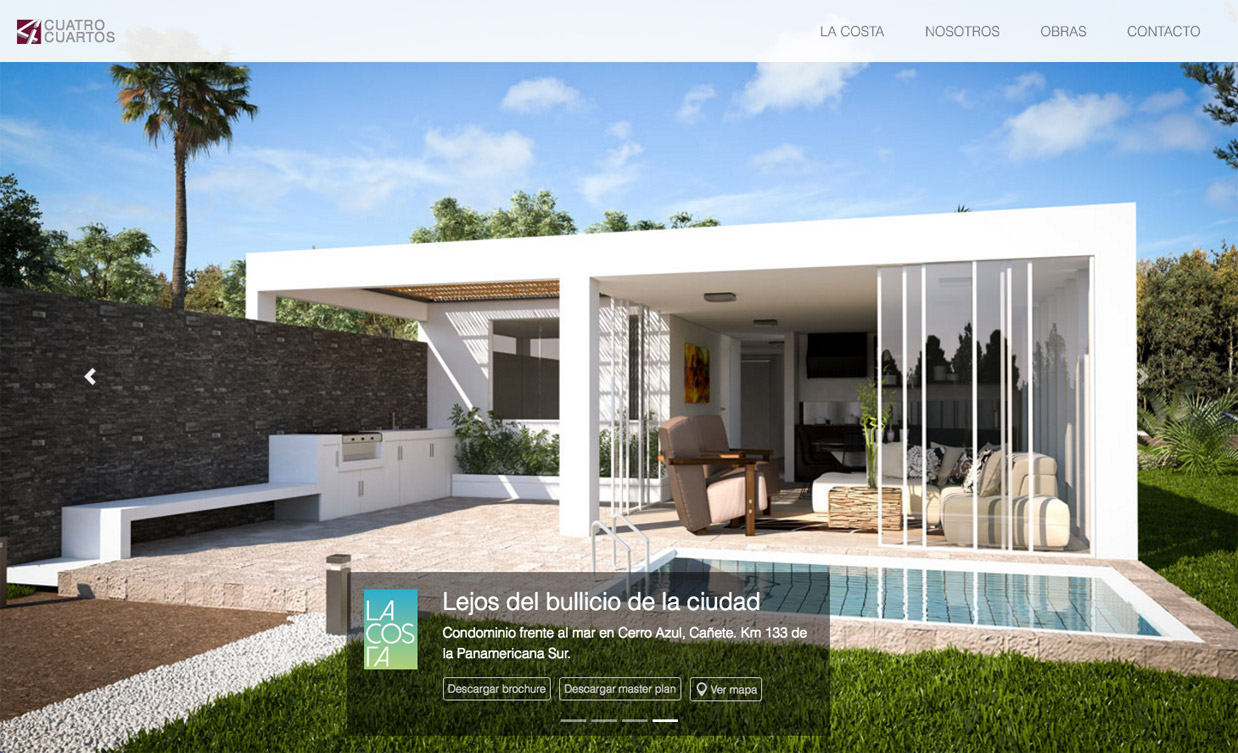 CUATRO
CUARTOS
LA COSTA
NOSOTROS
OBRAS
CONTACTO
LA
COS
TA
Lejos del bullicio de la ciudad
Condominio frente al mar en Cerro Azul, Cañete. Km 133 de
la Panamericana Sur.
Descargar brochure
Descargar master plan
Ver mapa